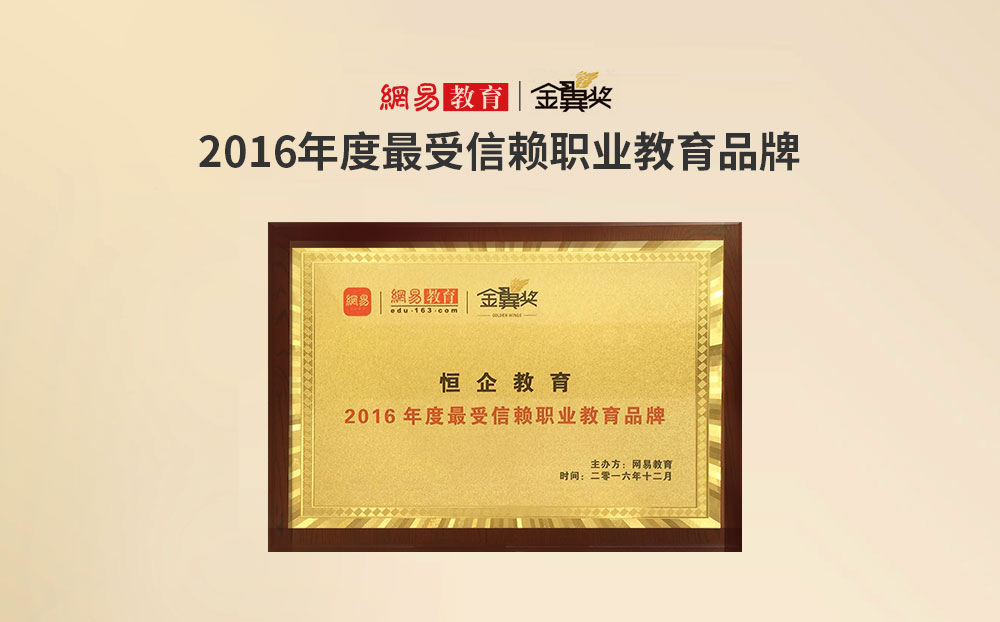 網易教育 金翼奖
2016年度最受信赖职业教育品牌
網易 網易教育 金翼奖
edu·163·com GOLDEN WINGS
恒企教育
2016年度最受信赖职业教育品牌
主办方：网易教育
时间：二零一六年十二月